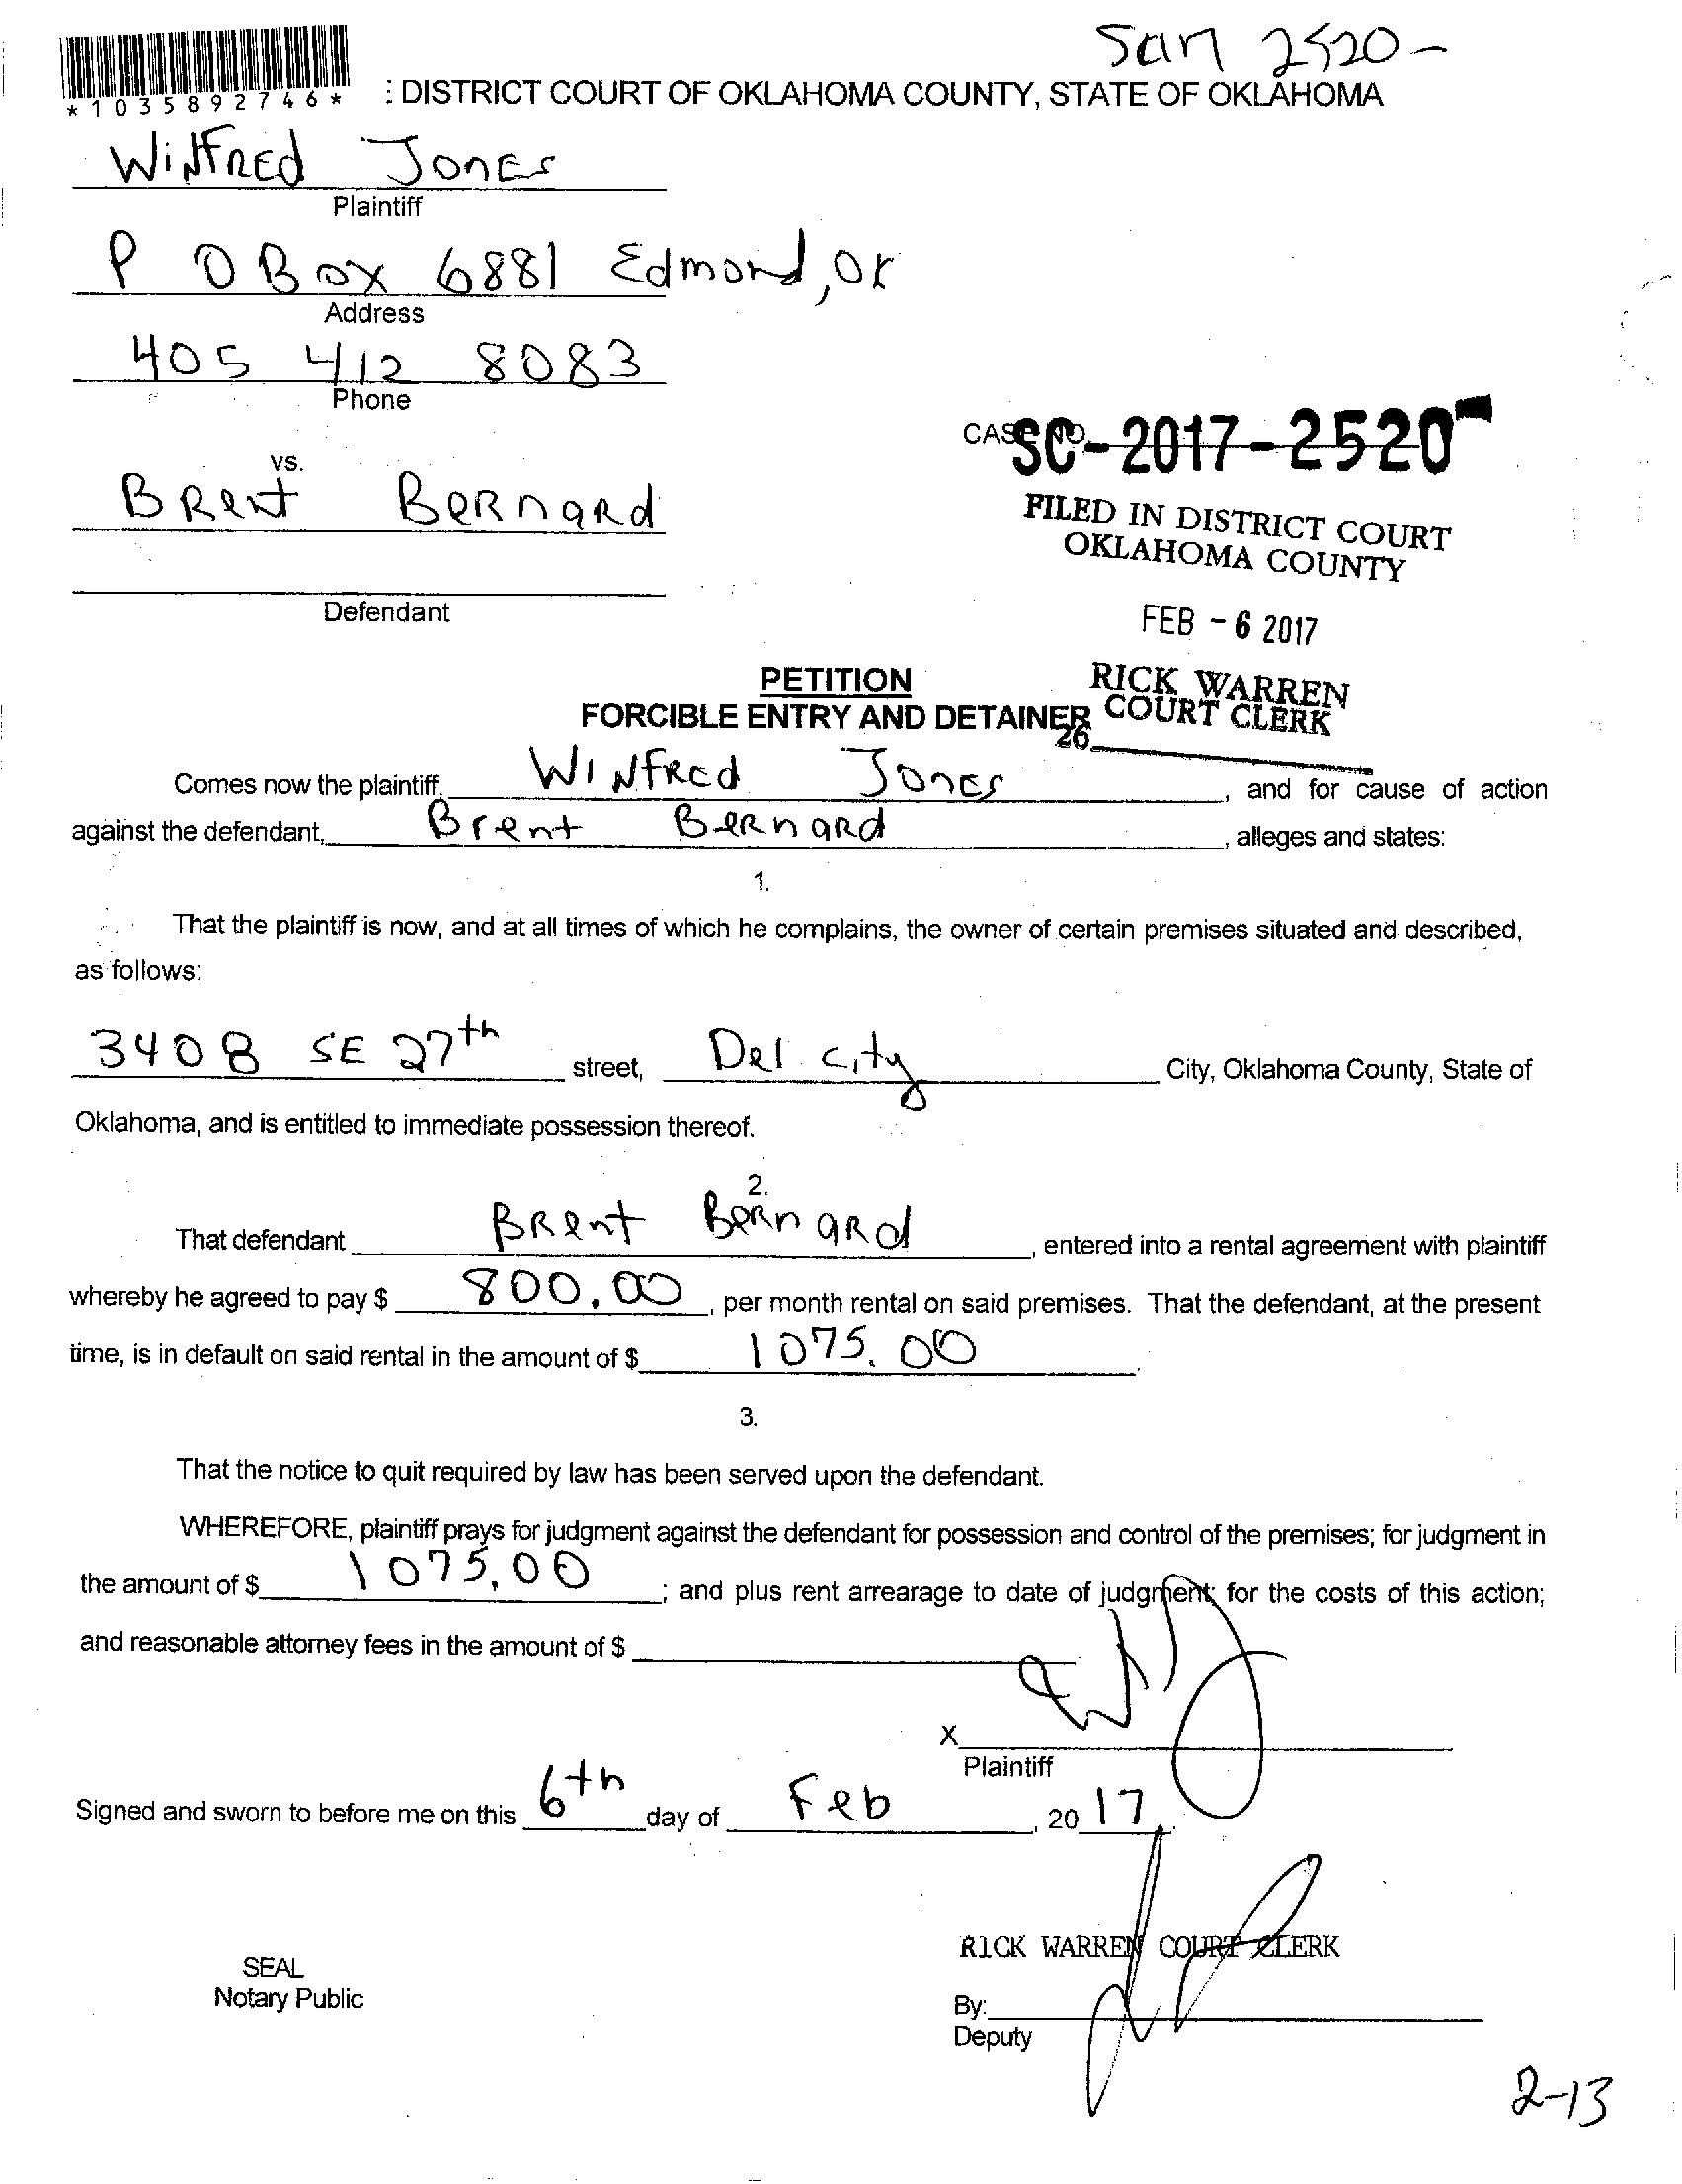 San 2520-
*1035892746*
: DISTRICT COURT OF OKLAHOMA COUNTY, STATE OF OKLAHOMA
Winfred Jones
Plaintiff
P O Box 6881 Edmond, OK
Address
405 412 8083
Phone
CASE NO. SC-2017-2520
vs.
Brent Bernard
FILED IN DISTRICT COURT
OKLAHOMA COUNTY
Defendant
FEB - 6 2017
PETITION
RICK WARREN
FORCIBLE ENTRY AND DETAINER
COURT CLERK
26
Comes now the plaintiff, Winfred Jones, and for cause of action
against the defendant, Brent Bernard, alleges and states:
1.
That the plaintiff is now, and at all times of which he complains, the owner of certain premises situated and described,
as follows:
3408 SE 27th street, Del City City, Oklahoma County, State of
Oklahoma, and is entitled to immediate possession thereof.
2.
That defendant Brent Bernard, entered into a rental agreement with plaintiff
whereby he agreed to pay $ 800.00, per month rental on said premises. That the defendant, at the present
time, is in default on said rental in the amount of $ 1075.00.
3.
That the notice to quit required by law has been served upon the defendant.
WHEREFORE, plaintiff prays for judgment against the defendant for possession and control of the premises; for judgment in
the amount of $ 1075.00; and plus rent arrearage to date of judgment; for the costs of this action;
and reasonable attorney fees in the amount of $
X
Plaintiff
Signed and sworn to before me on this 6th day of Feb, 20 17.
RICK WARREN COURT CLERK
SEAL
Notary Public
By:
Deputy
2-13